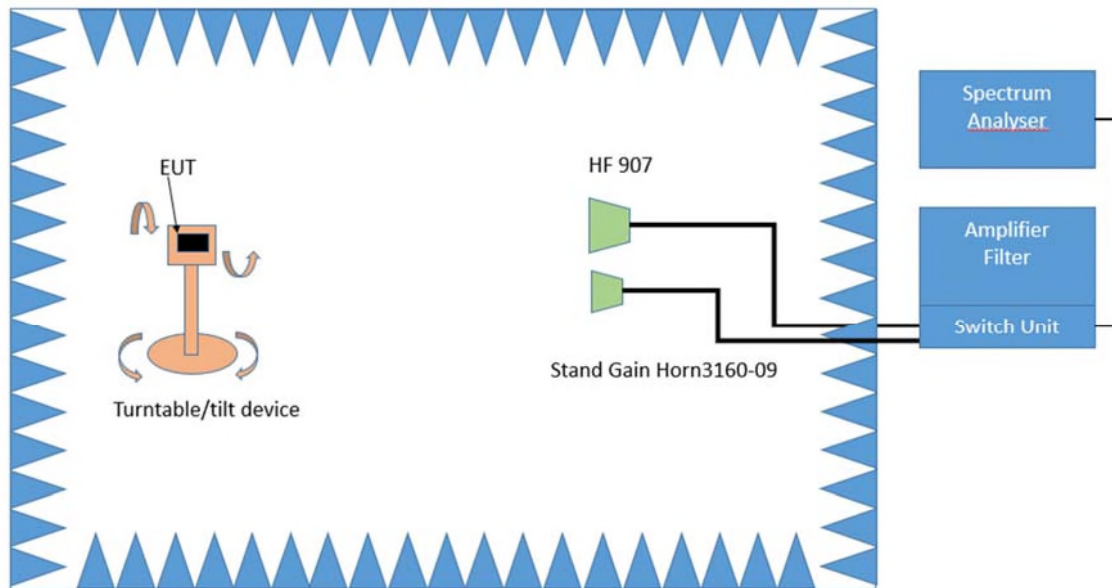 EUT
Turntable/tilt device
HF 907
Stand Gain Horn3160-09
Spectrum
Analyser
Amplifier
Filter
Switch Unit